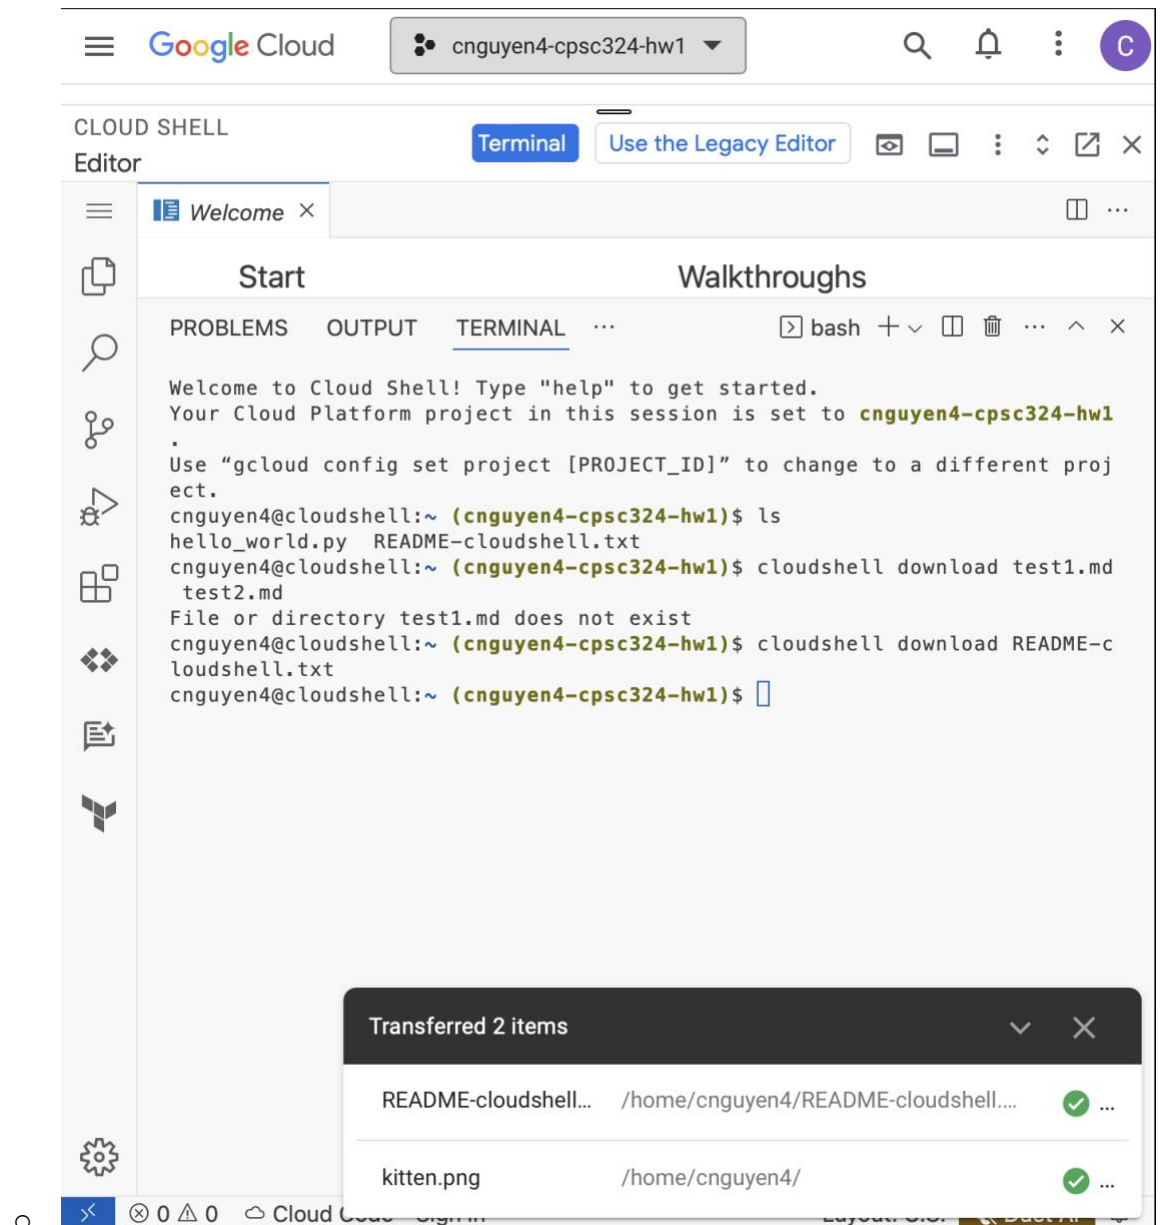 Google Cloud
cnguyen4-cpsc324-hw1
C
CLOUD SHELL
Editor
Terminal
Use the Legacy Editor
Welcome
Start
Walkthroughs
PROBLEMS OUTPUT TERMINAL ...
bash
Welcome to Cloud Shell! Type "help" to get started.
Your Cloud Platform project in this session is set to cnguyen4-cpsc324-hw1
.
Use “gcloud config set project [PROJECT_ID]” to change to a different proj
ect.
cnguyen4@cloudshell:~ (cnguyen4-cpsc324-hw1)$ ls
hello_world.py README-cloudshell.txt
cnguyen4@cloudshell:~ (cnguyen4-cpsc324-hw1)$ cloudshell download test1.md
test2.md
File or directory test1.md does not exist
cnguyen4@cloudshell:~ (cnguyen4-cpsc324-hw1)$ cloudshell download README-c
loudshell.txt
cnguyen4@cloudshell:~ (cnguyen4-cpsc324-hw1)$
Transferred 2 items
README-cloudshell... /home/cnguyen4/README-cloudshell.... ...
kitten.png /home/cnguyen4/ ...
0 0 Cloud Code - Sign in Layout: U.S. Duet AI